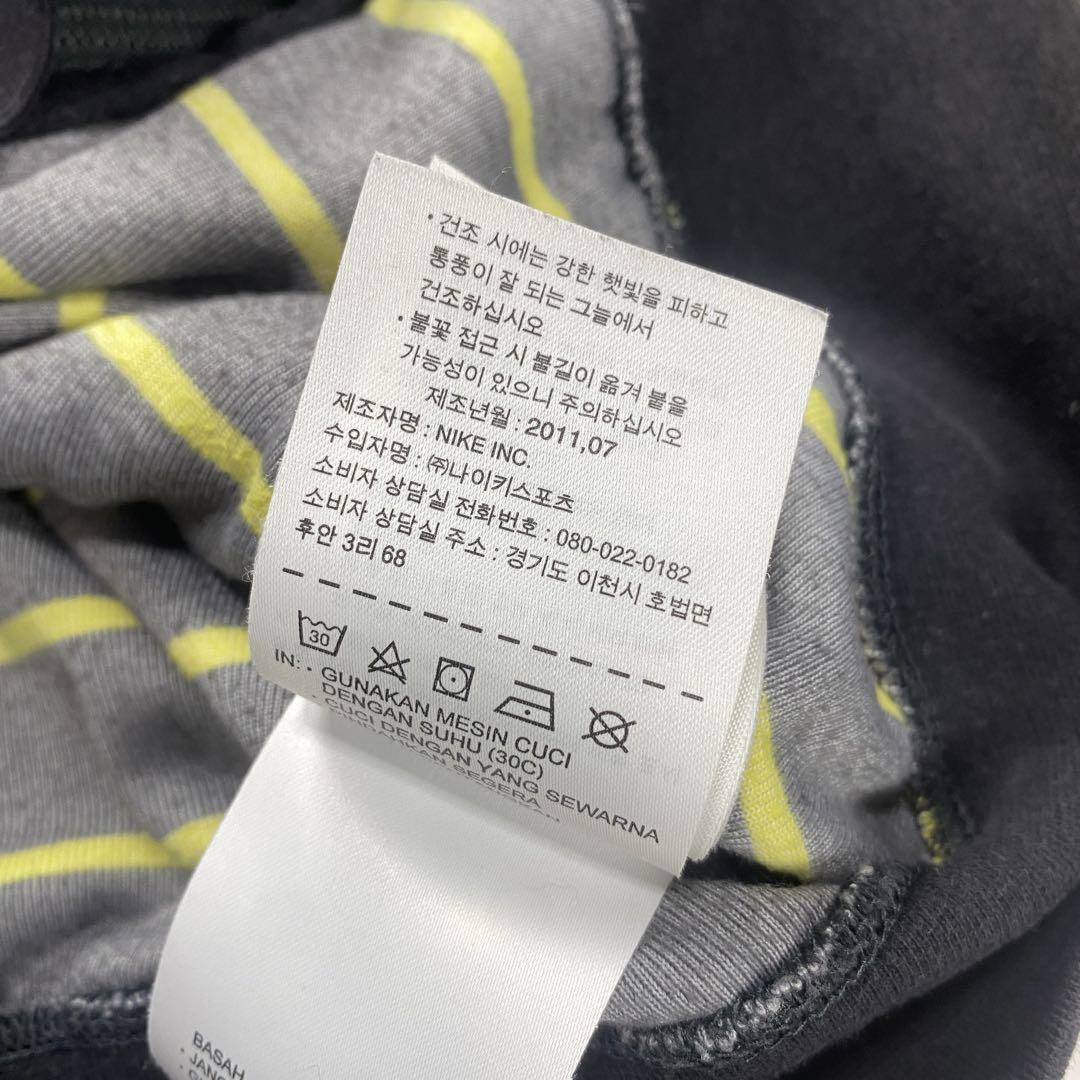 • 건조 시에는 강한 햇빛을 피하고
통풍이 잘 되는 그늘에서
건조하십시오
• 불꽃 접근 시 불길이 옮겨 붙을
가능성이 있으니 주의하십시오
제조년월 : 2011,07
제조자명 : NIKE INC.
수입자명 : ㈜나이키스포츠
소비자 상담실 전화번호 : 080-022-0182
소비자 상담실 주소 : 경기도 이천시 호법면
후안 3리 68
30
IN: • GUNAKAN MESIN CUCI
DENGAN SUHU (30C)
• CUCI DENGAN YANG SEWARNA
SEGERA
BASAH